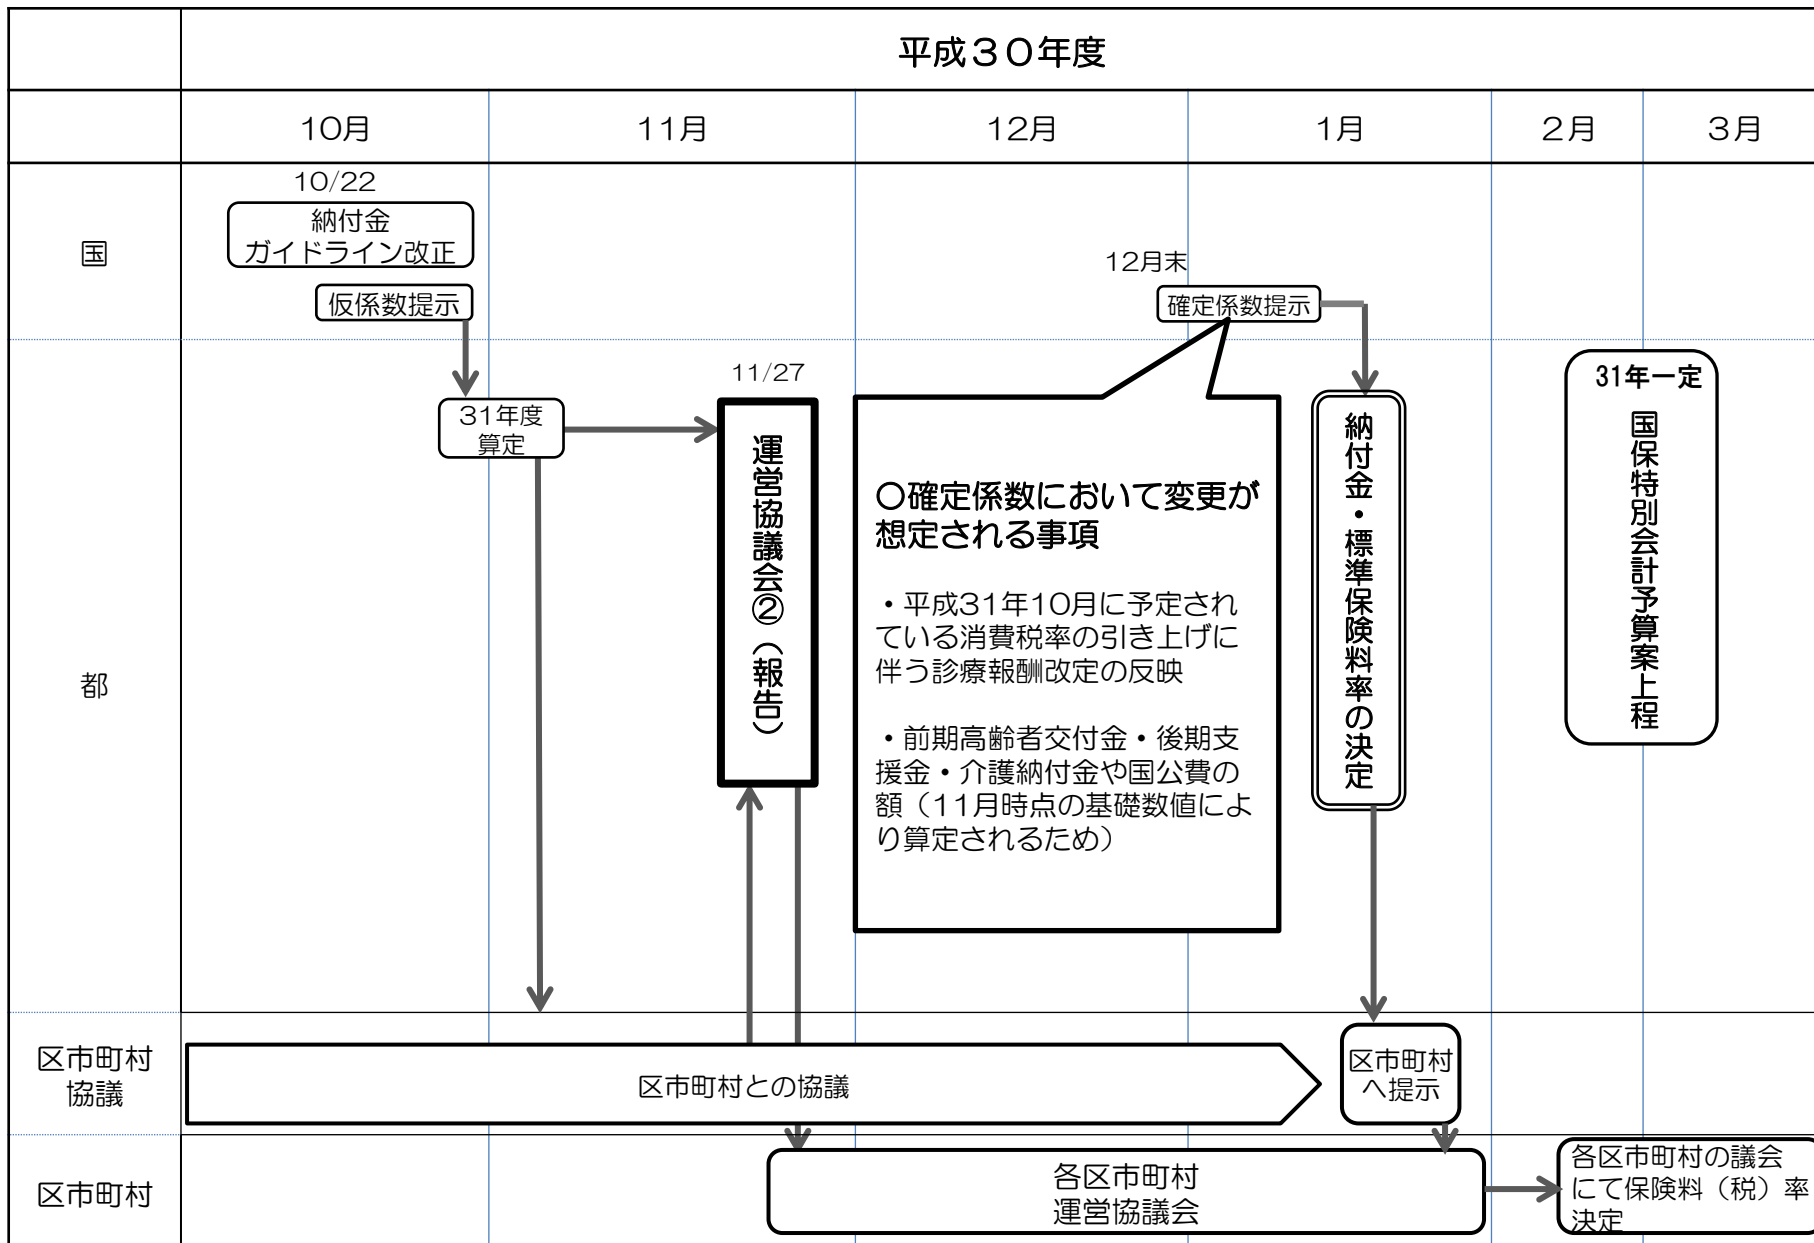 平成30年度
10月
11月
12月
1月
2月
3月
国
10/22
納付金
ガイドライン改正
仮係数提示
12月末
確定係数提示
都
31年度
算定
11/27
運営協議会②(報告)
○確定係数において変更が
想定される事項
・平成31年10月に予定され
ている消費税率の引き上げに
伴う診療報酬改定の反映
・前期高齢者交付金・後期支
援金・介護納付金や国公費の
額(11月時点の基礎数値によ
り算定されるため)
納付金・標準保険料率の決定
31年一定
国保特別会計予算案上程
区市町村
協議
区市町村との協議
区市町村
へ提示
区市町村
各区市町村
運営協議会
各区市町村の議会
にて保険料(税)率
決定